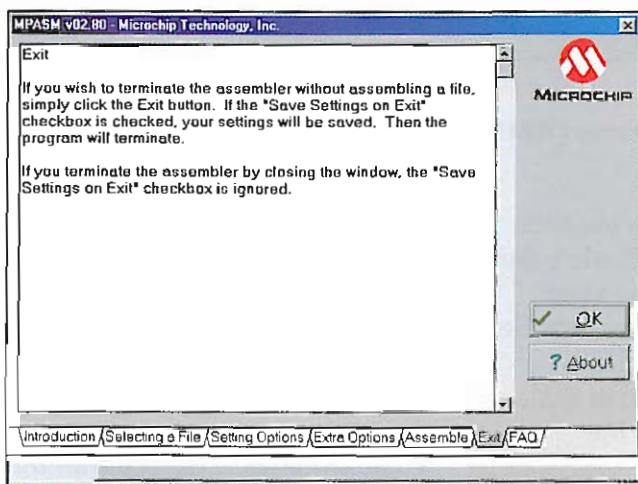 MPASM v02.80 - Microchip Technology, Inc.
Exit
If you wish to terminate the assembler without assembling a file,
simply click the Exit button. If the "Save Settings on Exit"
checkbox is checked, your settings will be saved. Then the
program will terminate.
If you terminate the assembler by closing the window, the "Save
Settings on Exit" checkbox is ignored.
MICROCHIP
OK
? About
Introduction Selecting a File Setting Options Extra Options Assemble Exit FAQ